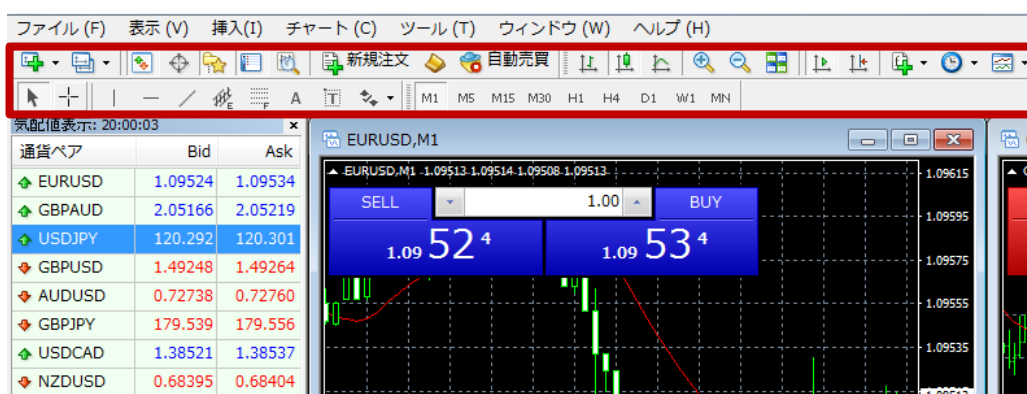 ファイル (F) 表示 (V) 挿入(I) チャート (C) ツール (T) ウィンドウ (W) ヘルプ (H)
新規注文 自動売買
E F A T M1 M5 M15 M30 H1 H4 D1 W1 MN
気配値表示: 20:00:03 x
通貨ペア Bid Ask
EURUSD 1.09524 1.09534
GBPAUD 2.05166 2.05219
USDJPY 120.292 120.301
GBPUSD 1.49248 1.49264
AUDUSD 0.72738 0.72760
GBPJPY 179.539 179.556
USDCAD 1.38521 1.38537
NZDUSD 0.68395 0.68404
EURUSD,M1
EURUSD,M1 1.09513 1.09514 1.09508 1.09513
SELL 1.00 BUY
1.09 52 4 1.09 53 4
1.09615
1.09595
1.09575
1.09555
1.09535